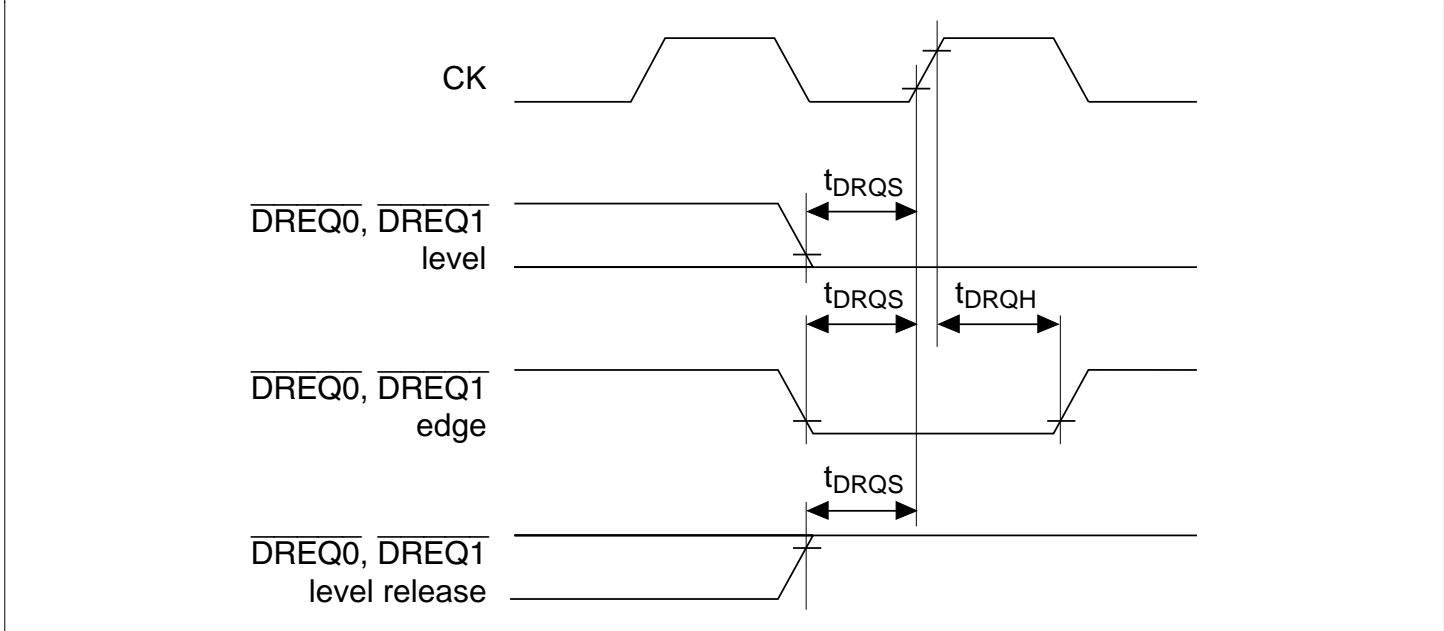 CK
tDRQS
DREQ0, DREQ1
level
tDRQS tDRQH
DREQ0, DREQ1
edge
tDRQS
DREQ0, DREQ1
level release